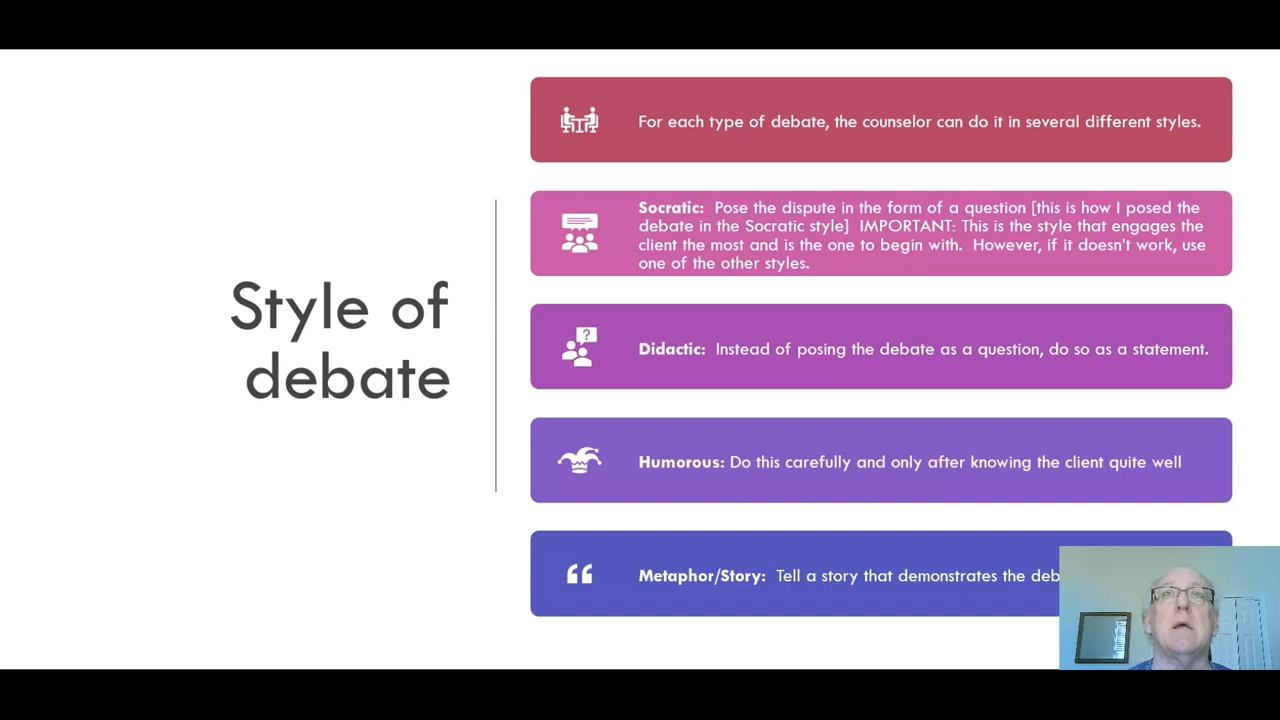 Style of
debate
For each type of debate, the counselor can do it in several different styles.
Socratic: Pose the dispute in the form of a question [this is how I posed the
debate in the Socratic style] IMPORTANT: This is the style that engages the
client the most and is the one to begin with. However, if it doesn't work, use
one of the other styles.
Didactic: Instead of posing the debate as a question, do so as a statement.
Humorous: Do this carefully and only after knowing the client quite well
Metaphor/Story: Tell a story that demonstrates the